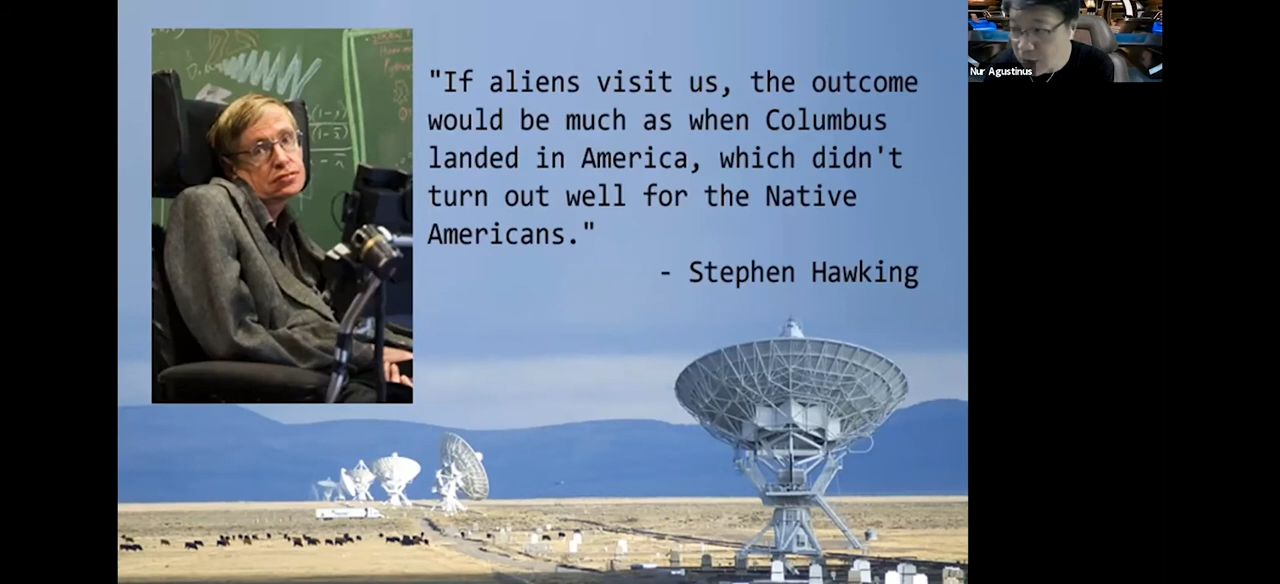 "If aliens visit us, the outcome
would be much as when Columbus
landed in America, which didn't
turn out well for the Native
Americans."
- Stephen Hawking
Nur Agustinus